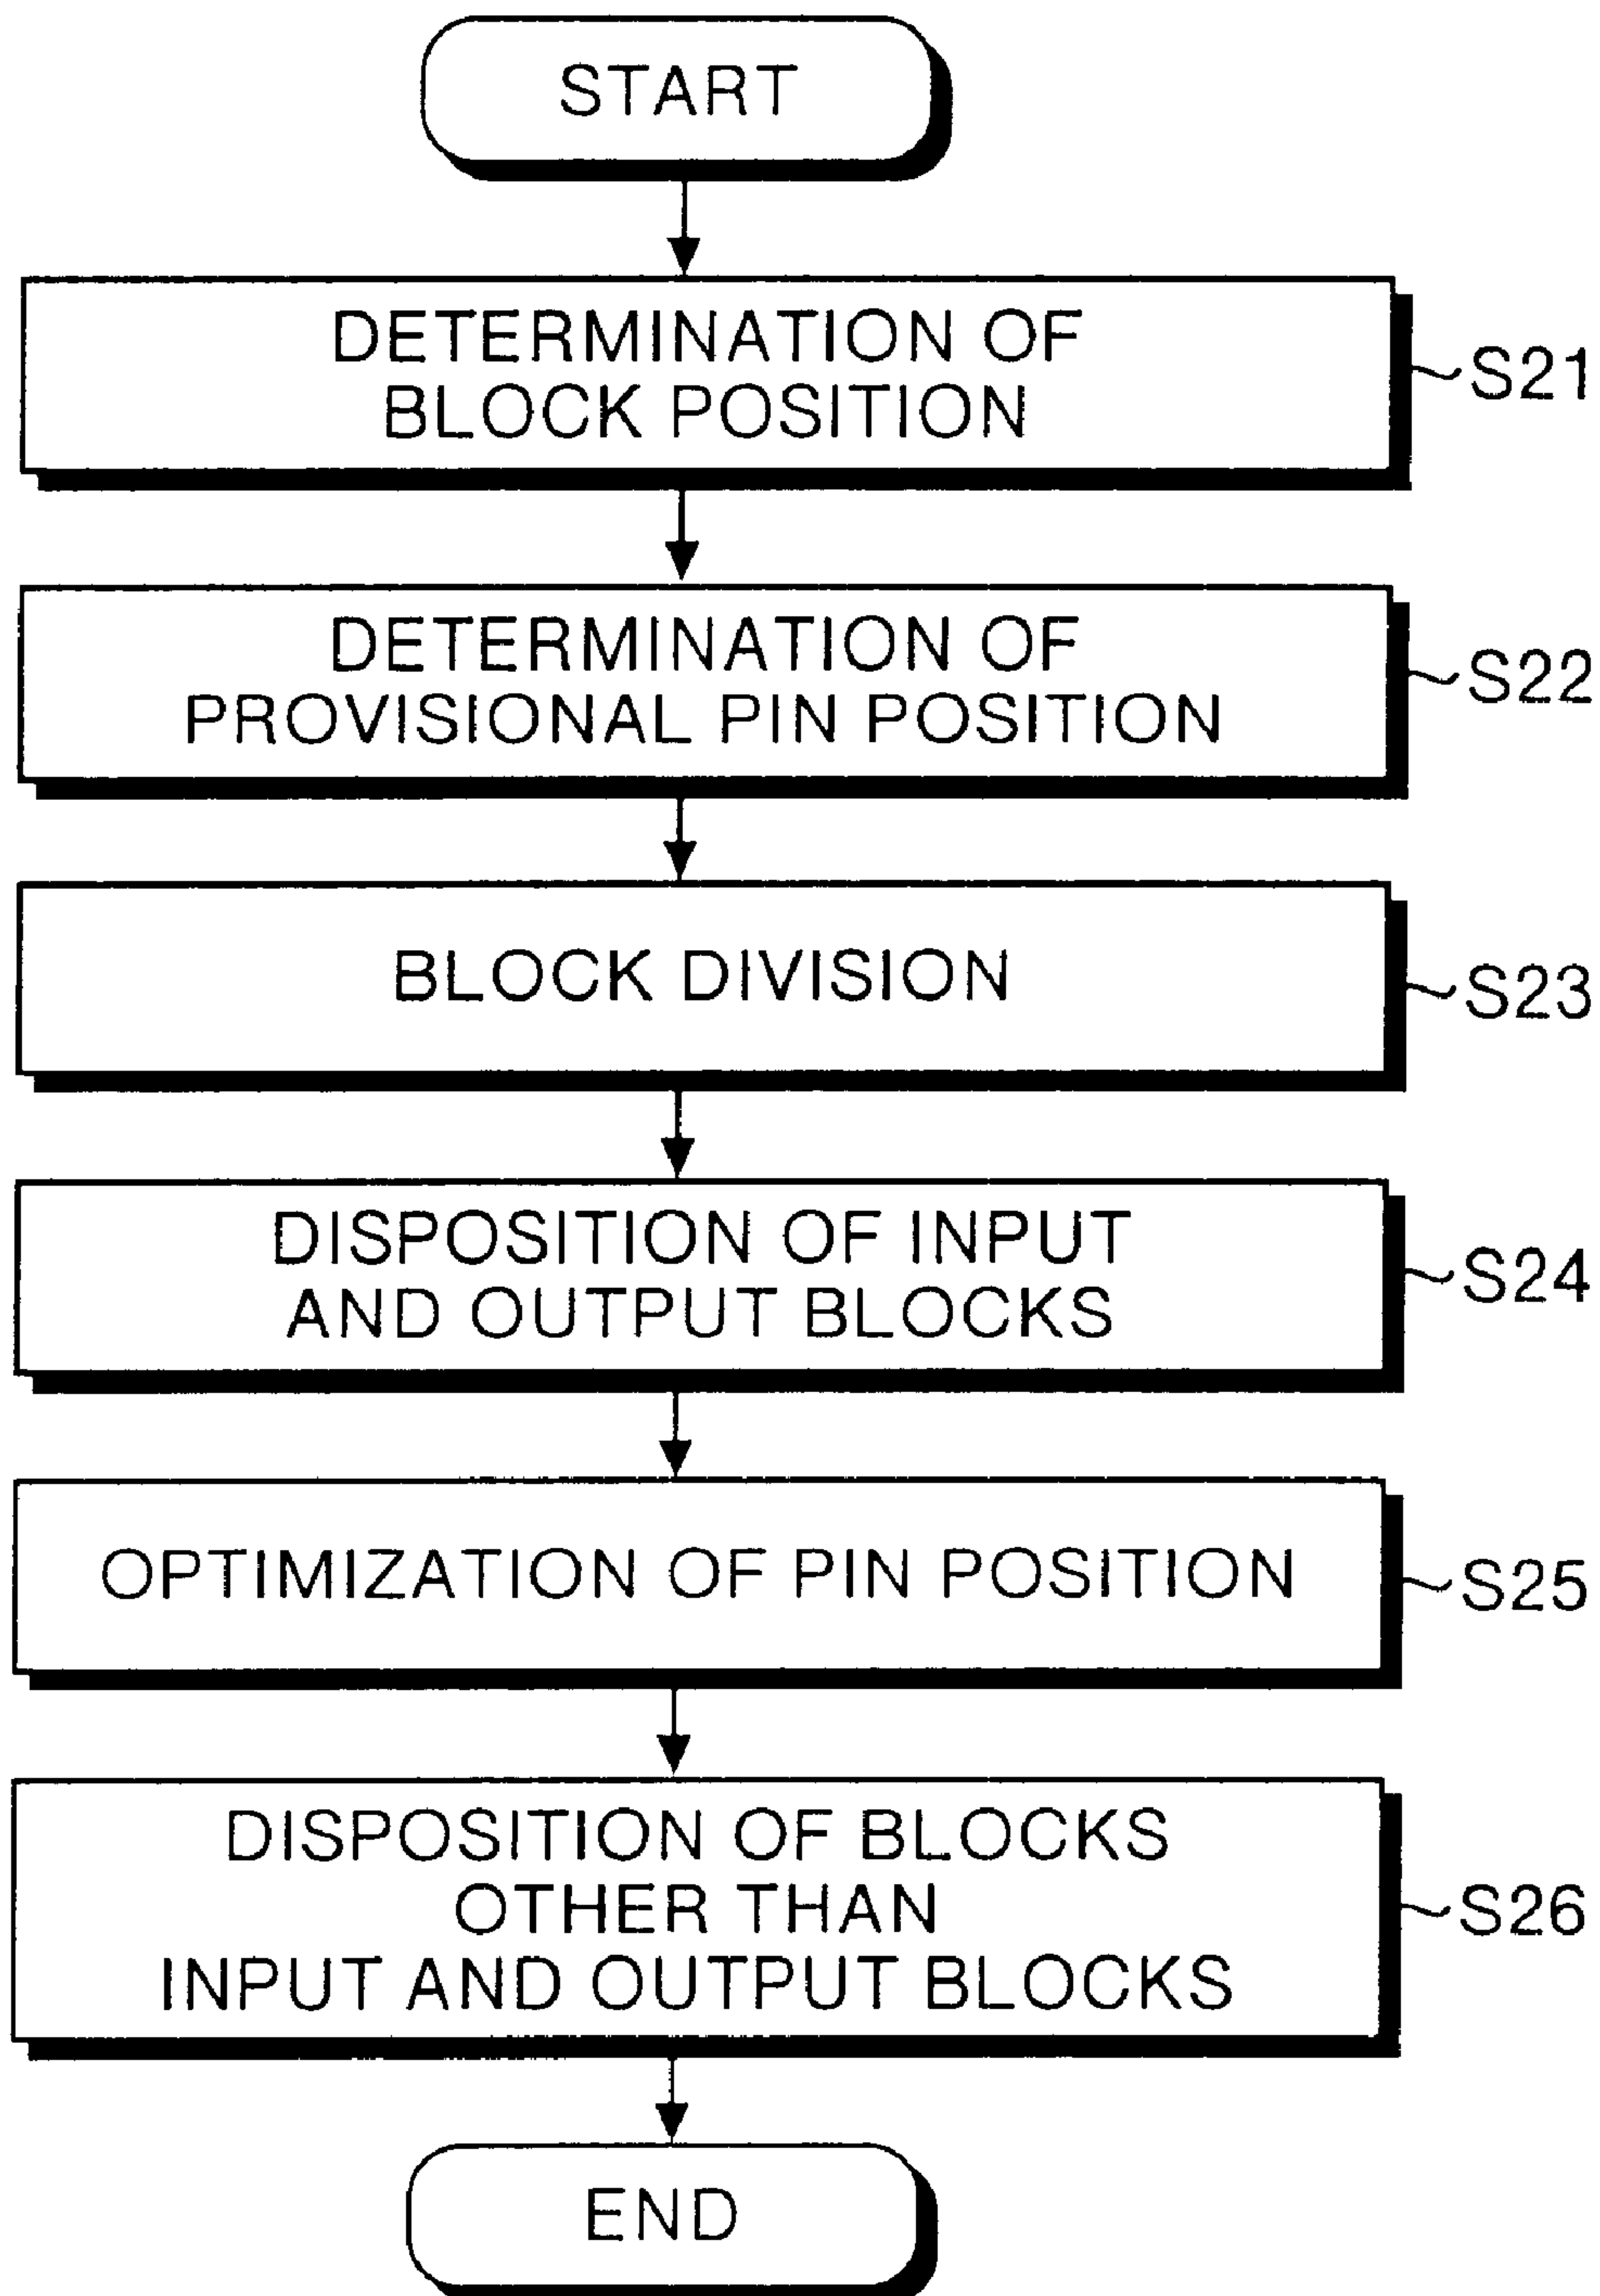 START
DETERMINATION OF
BLOCK POSITION
S21
DETERMINATION OF
PROVISIONAL PIN POSITION
S22
BLOCK DIVISION
S23
DISPOSITION OF INPUT
AND OUTPUT BLOCKS
S24
OPTIMIZATION OF PIN POSITION
S25
DISPOSITION OF BLOCKS
OTHER THAN
INPUT AND OUTPUT BLOCKS
S26
END